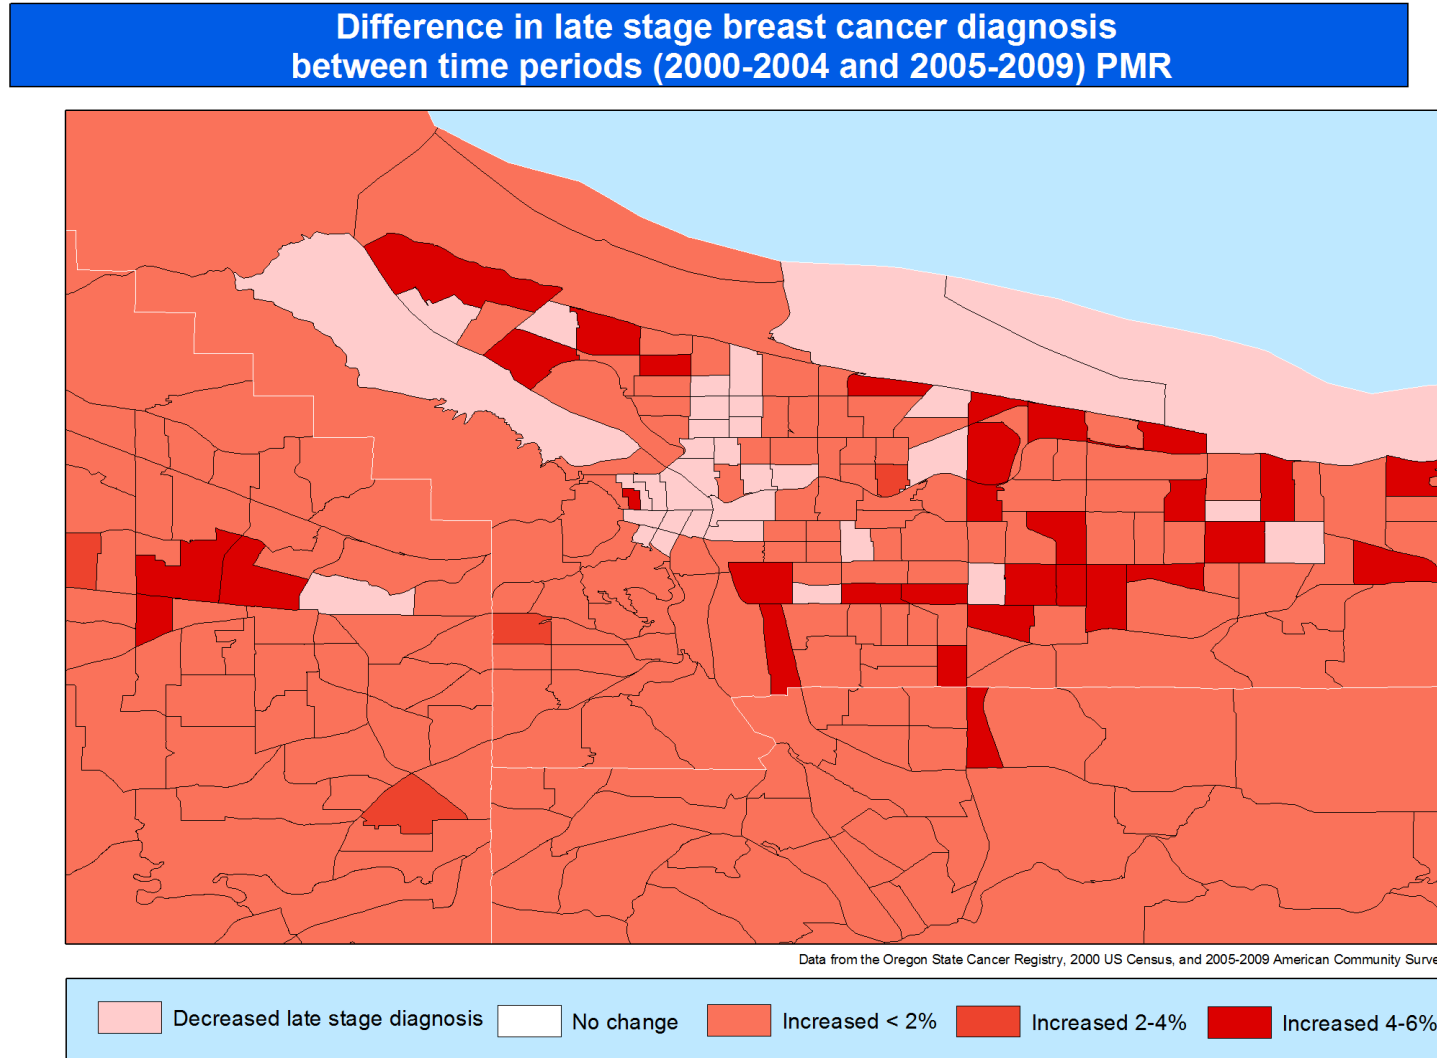 Difference in late stage breast cancer diagnosis
between time periods (2000-2004 and 2005-2009) PMR
Data from the Oregon State Cancer Registry, 2000 US Census, and 2005-2009 American Community Surve
Decreased late stage diagnosis
No change
Increased < 2%
Increased 2-4%
Increased 4-6%